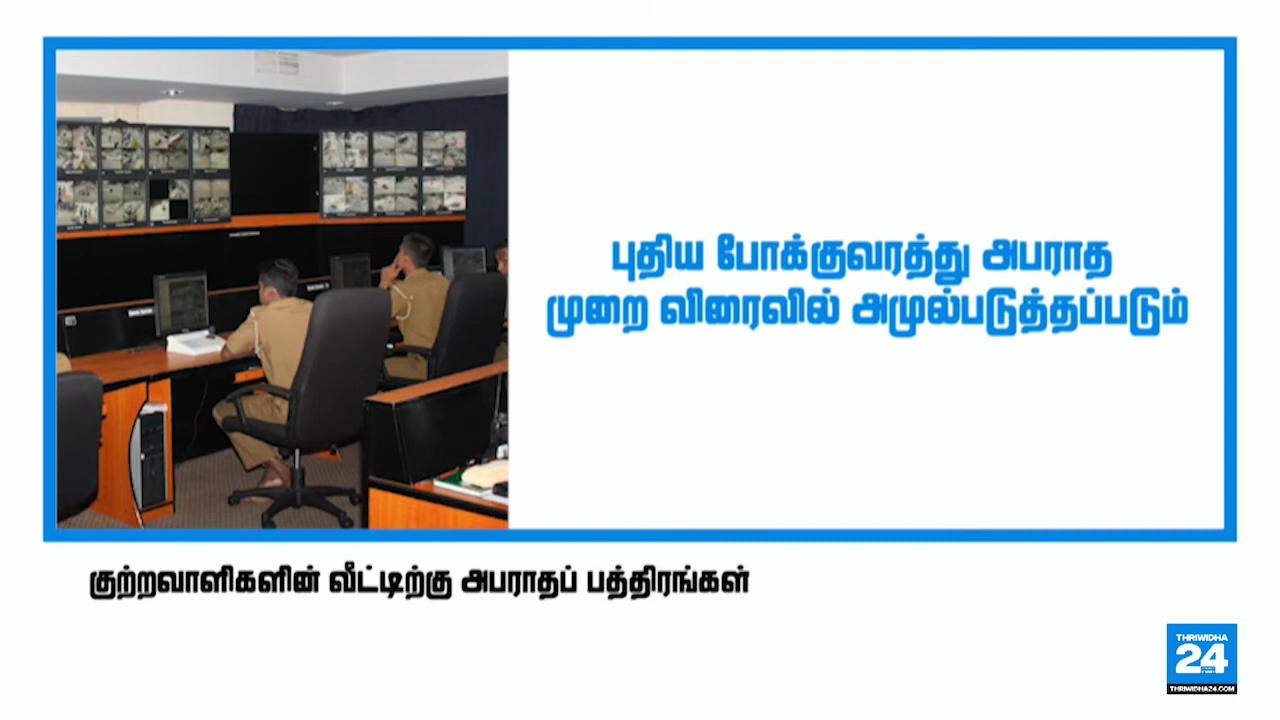 புதிய போக்குவரத்து அபராத
முறை விரைவில் அமுல்படுத்தப்படும்
குற்றவாளிகளின் வீட்டிற்கு அபராதப் பத்திரங்கள்
THRIWIDHA
24
THRIWIDHA24.COM